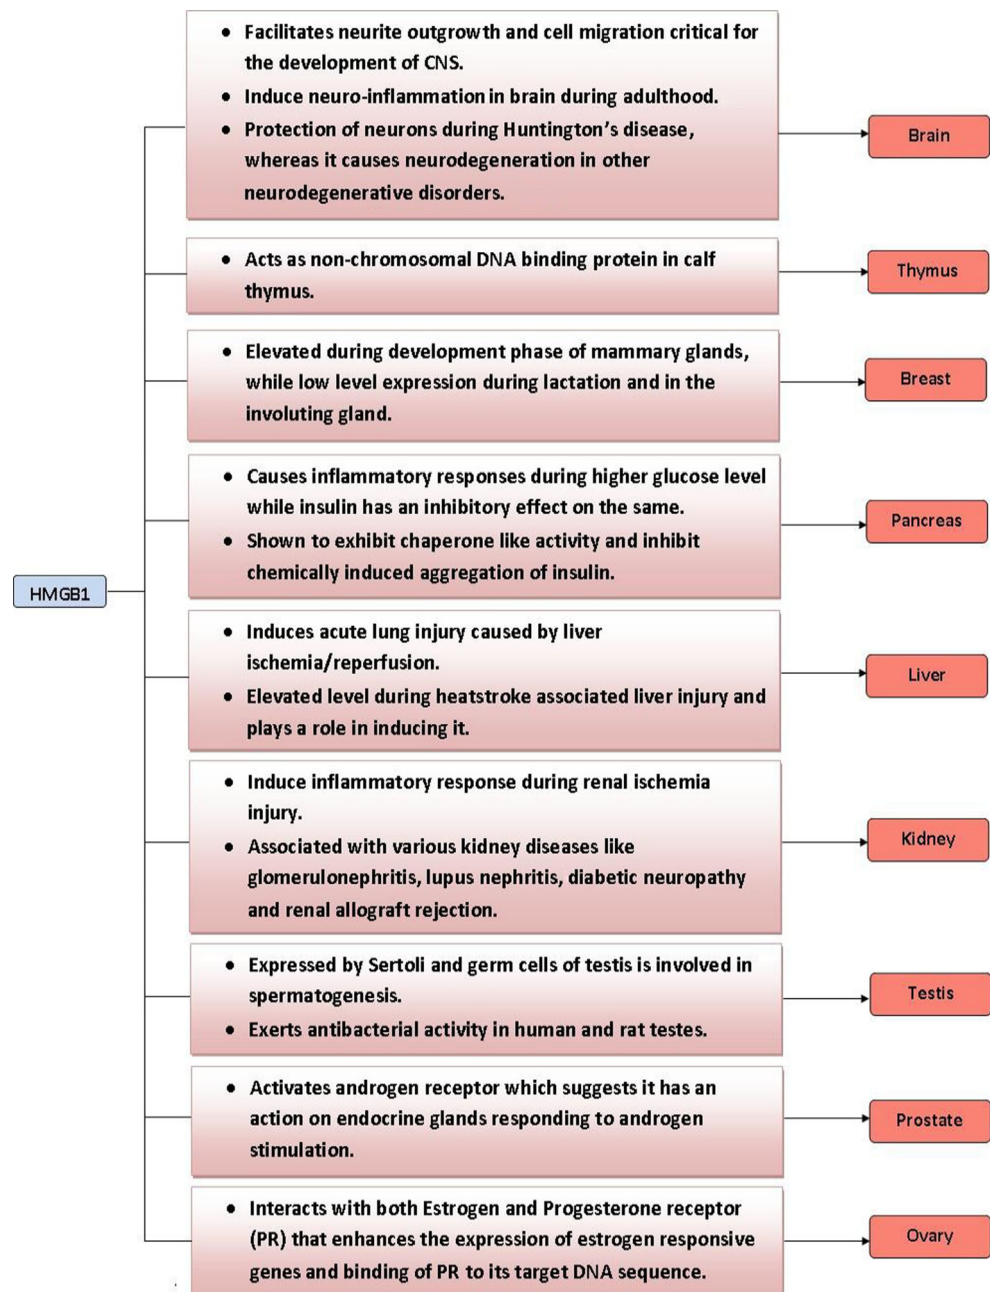 • Facilitates neurite outgrowth and cell migration critical for
the development of CNS.
• Induce neuro-inflammation in brain during adulthood.
• Protection of neurons during Huntington's disease,
whereas it causes neurodegeneration in other
neurodegenerative disorders.
Brain
• Acts as non-chromosomal DNA binding protein in calf
thymus.
Thymus
• Elevated during development phase of mammary glands,
while low level expression during lactation and in the
involuting gland.
Breast
• Causes inflammatory responses during higher glucose level
while insulin has an inhibitory effect on the same.
• Shown to exhibit chaperone like activity and inhibit
chemically induced aggregation of insulin.
Pancreas
HMGB1
• Induces acute lung injury caused by liver
ischemia/reperfusion.
• Elevated level during heatstroke associated liver injury and
plays a role in inducing it.
Liver
• Induce inflammatory response during renal ischemia
injury.
• Associated with various kidney diseases like
glomerulonephritis, lupus nephritis, diabetic neuropathy
and renal allograft rejection.
Kidney
• Expressed by Sertoli and germ cells of testis is involved in
spermatogenesis.
• Exerts antibacterial activity in human and rat testes.
Testis
• Activates androgen receptor which suggests it has an
action on endocrine glands responding to androgen
stimulation.
Prostate
• Interacts with both Estrogen and Progesterone receptor
(PR) that enhances the expression of estrogen responsive
genes and binding of PR to its target DNA sequence.
Ovary